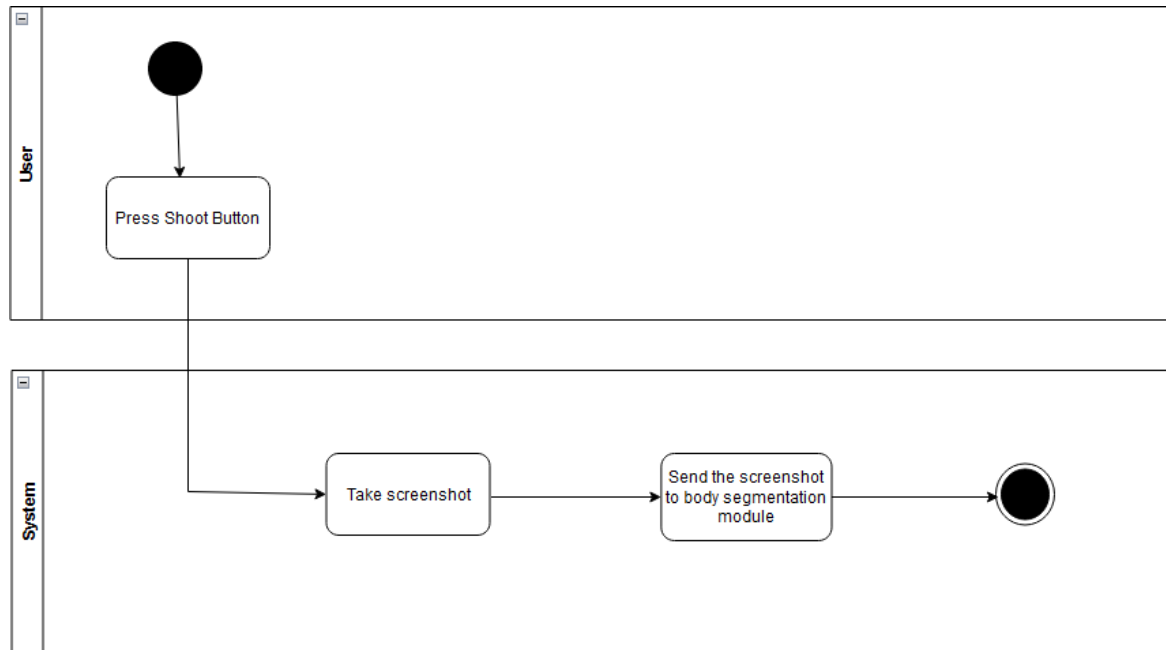 User
Press Shoot Button
System
Take screenshot
Send the screenshot
to body segmentation
module